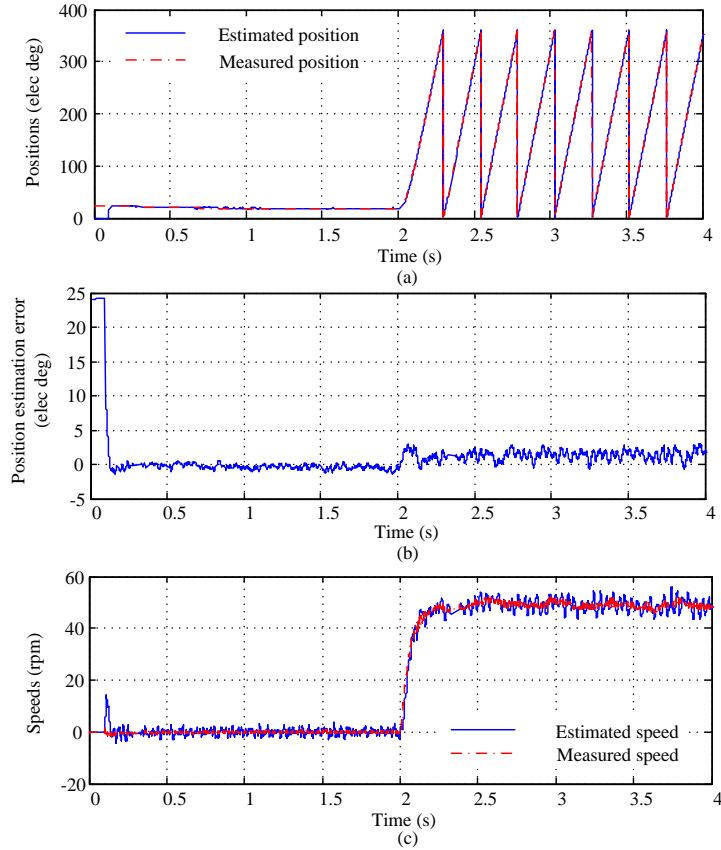 400
300
200
100
0
Positions (elec deg)
Estimated position
Measured position
0 0.5 1 1.5 2 2.5 3 3.5 4
Time (s)
(a)
25
20
15
10
5
0
-5
Position estimation error
(elec deg)
0 0.5 1 1.5 2 2.5 3 3.5 4
Time (s)
(b)
60
40
20
0
-20
Speeds (rpm)
Estimated speed
Measured speed
0 0.5 1 1.5 2 2.5 3 3.5 4
Time (s)
(c)